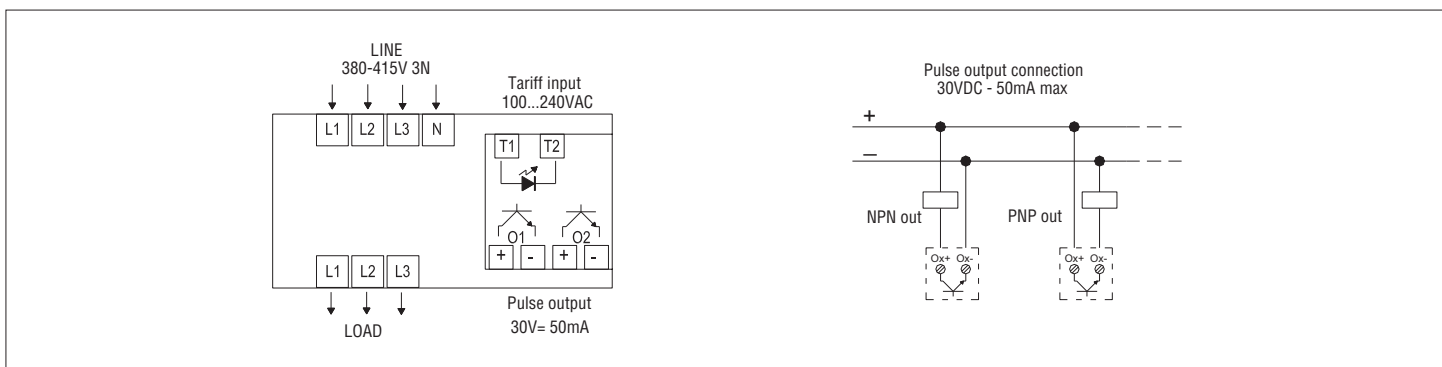 LINE
380-415V 3N
Tariff input
100...240VAC
L1 L2 L3 N
T1 T2
O1 O2
+ - + -
L1 L2 L3
LOAD
Pulse output
30V= 50mA
Pulse output connection
30VDC - 50mA max
+
–
NPN out
PNP out
Ox+ Ox-
Ox+ Ox-